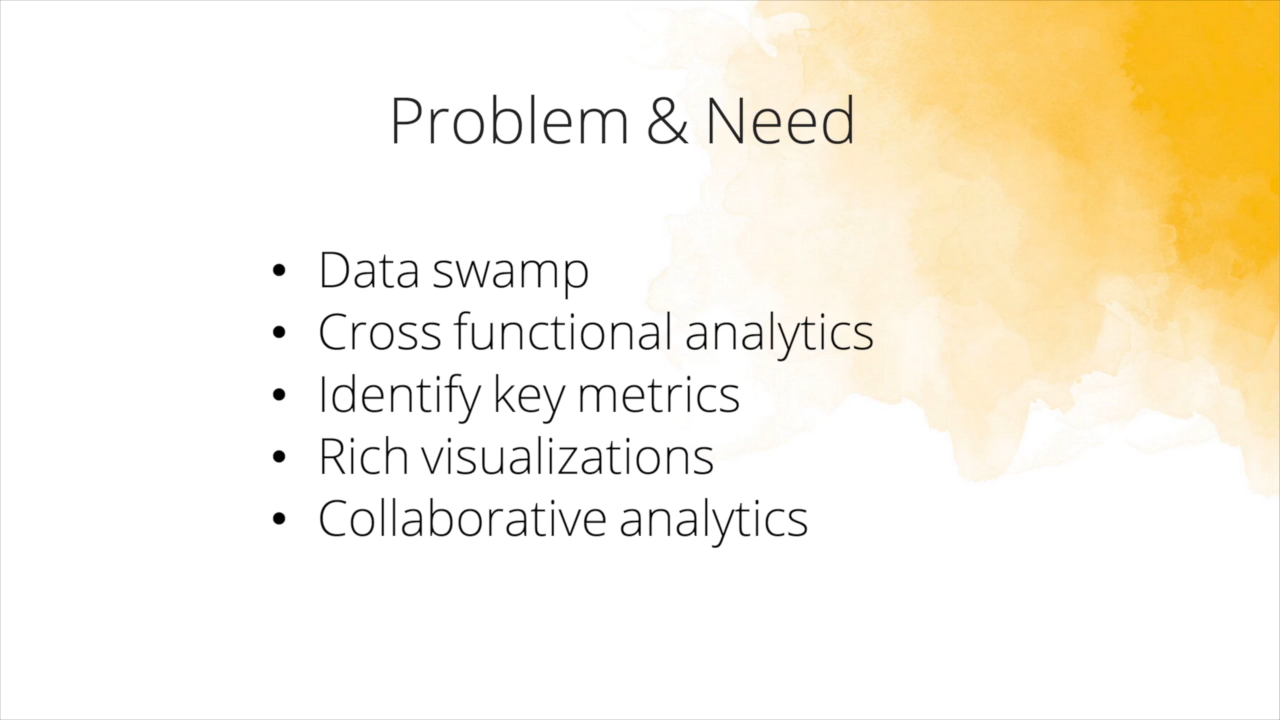 Problem & Need
• Data swamp
• Cross functional analytics
• Identify key metrics
• Rich visualizations
• Collaborative analytics